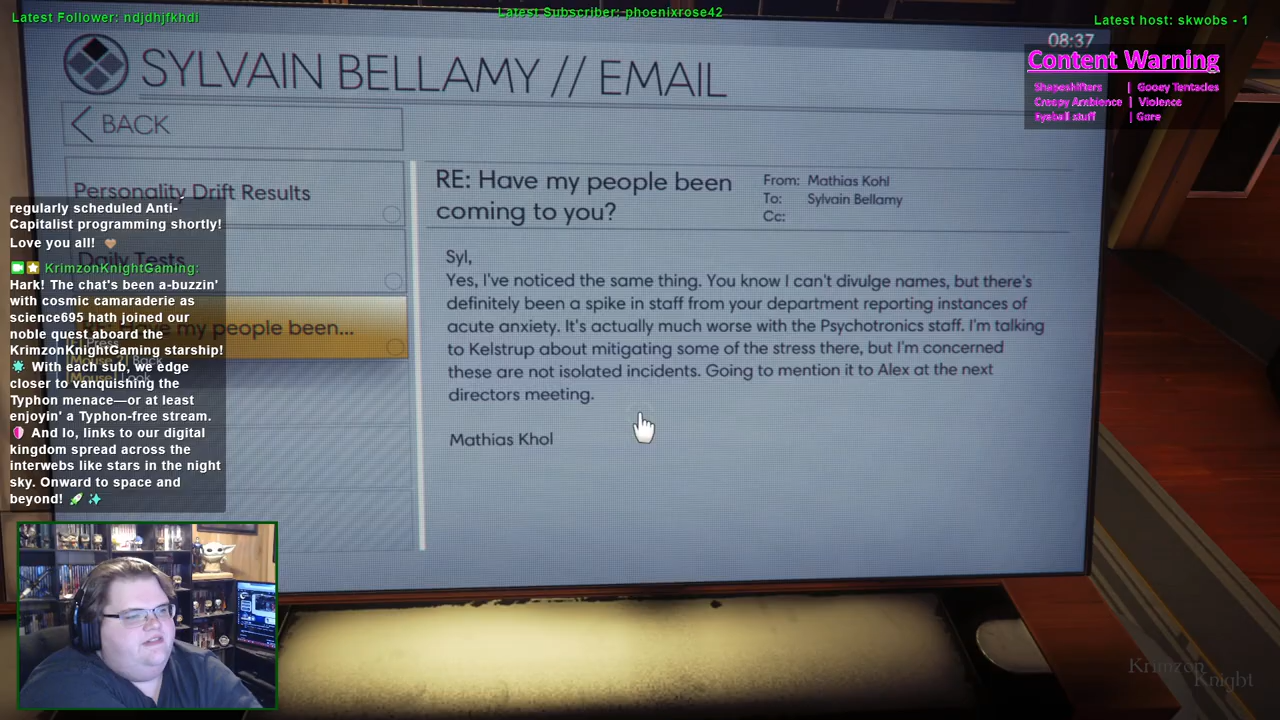 Latest Follower: ndjdhjfkhdi
Latest Subscriber: phoenixrose42
Latest host: skwobs - 1
08:37
SYLVAIN BELLAMY // EMAIL
Content Warning
Shapeshifters | Gooey Tentacles
Creepy Ambience | Violence
Eyeball stuff | Gore
BACK
Personality Drift Results
Daily Tests
my people been...
RE: Have my people been
coming to you?
From: Mathias Kohl
To: Sylvain Bellamy
Cc:
Syl,
Yes, I've noticed the same thing. You know I can't divulge names, but there's
definitely been a spike in staff from your department reporting instances of
acute anxiety. It's actually much worse with the Psychotronics staff. I'm talking
to Kelstrup about mitigating some of the stress there, but I'm concerned
these are not isolated incidents. Going to mention it to Alex at the next
directors meeting.
Mathias Khol
regularly scheduled Anti-
Capitalist programming shortly!
Love you all!
KrimzonKnightGaming:
Hark! The chat's been a-buzzin'
with cosmic camaraderie as
science695 hath joined our
noble quest aboard the
KrimzonKnightGaming starship!
With each sub, we edge
closer to vanquishing the
Typhon menace—or at least
enjoyin' a Typhon-free stream.
And lo, links to our digital
kingdom spread across the
interwebs like stars in the night
sky. Onward to space and
beyond!
Krimzon
Knight